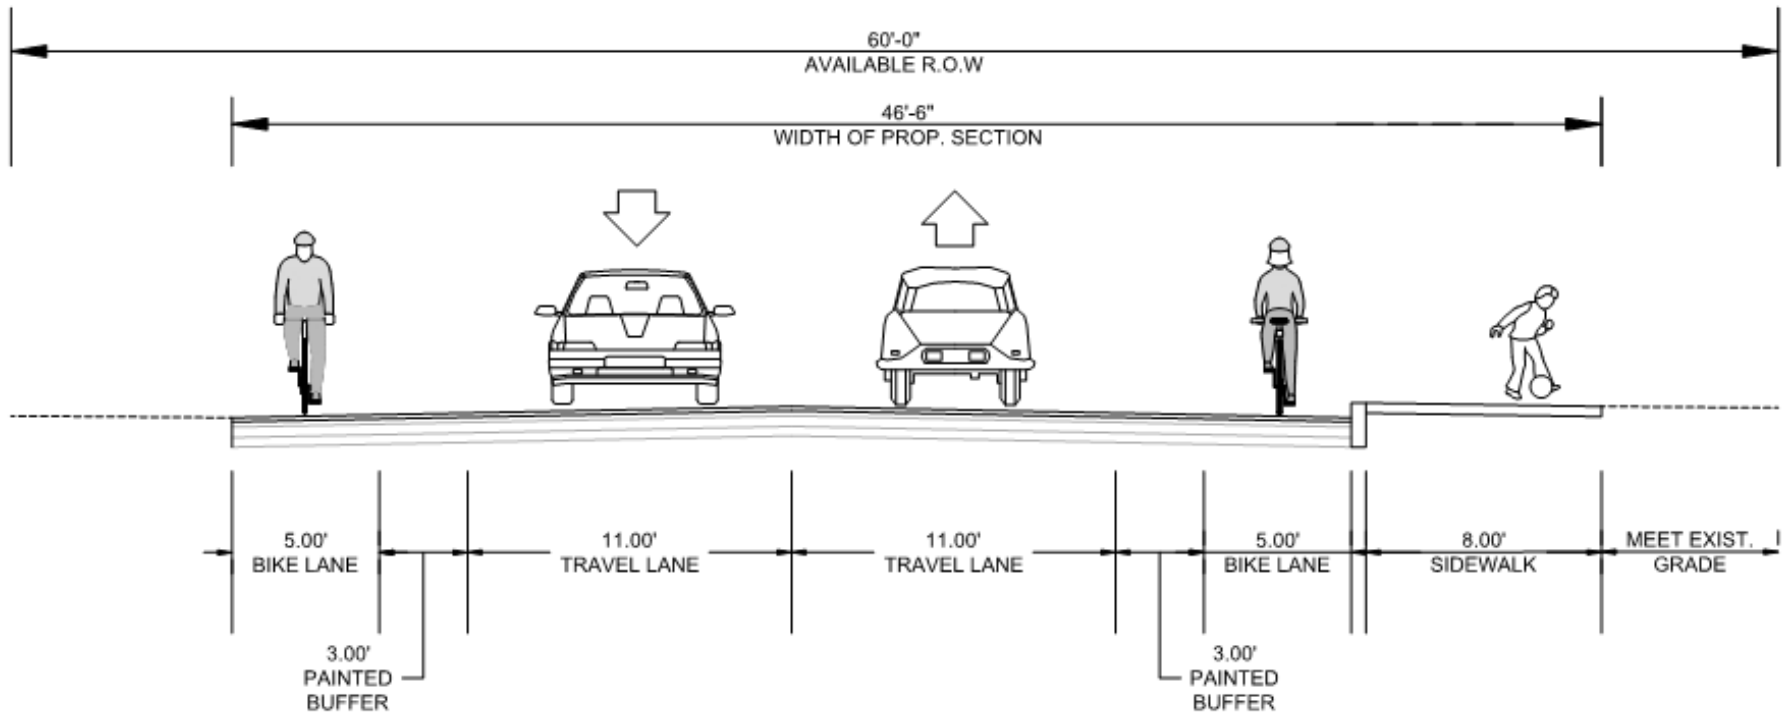 60'-0"
AVAILABLE R.O.W
46'-6"
WIDTH OF PROP. SECTION
5.00'
BIKE LANE
11.00'
TRAVEL LANE
11.00'
TRAVEL LANE
5.00'
BIKE LANE
8.00'
SIDEWALK
MEET EXIST.
GRADE
3.00'
PAINTED
BUFFER
3.00'
PAINTED
BUFFER